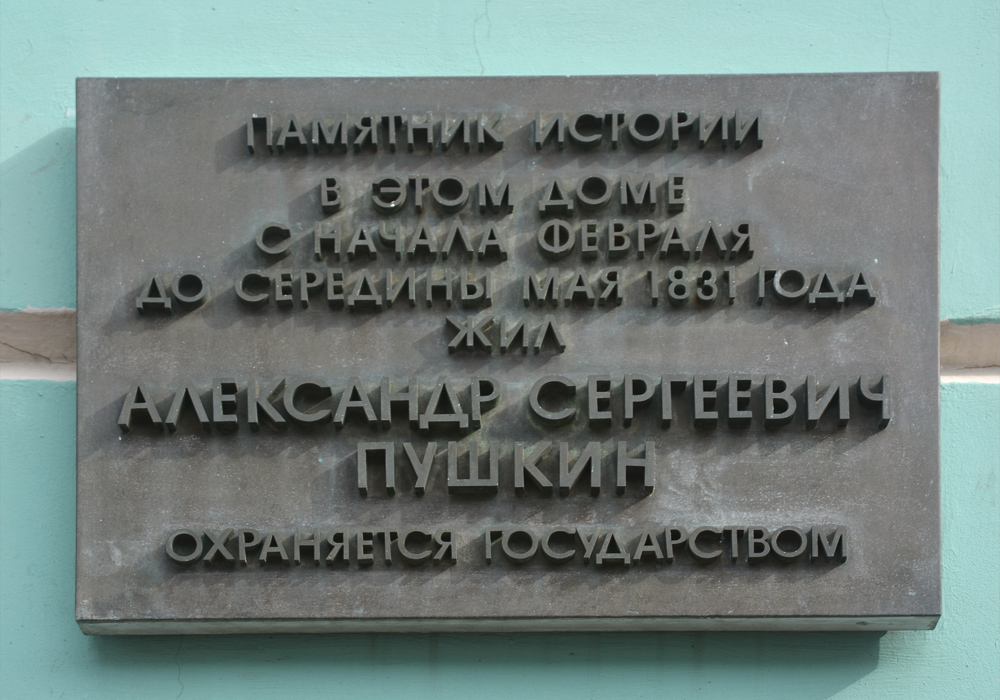 ПАМЯТНИК ИСТОРИИ
В ЭТОМ ДОМЕ
С НАЧАЛА ФЕВРАЛЯ
ДО СЕРЕДИНЫ МАЯ 1831 ГОДА
ЖИЛ
АЛЕКСАНДР СЕРГЕЕВИЧ
ПУШКИН
ОХРАНЯЕТСЯ ГОСУДАРСТВОМ